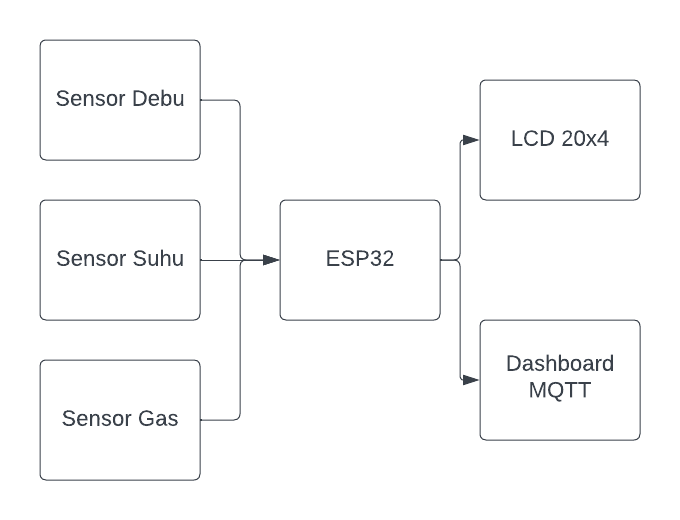 Sensor Debu
Sensor Suhu
Sensor Gas
ESP32
LCD 20x4
Dashboard
MQTT